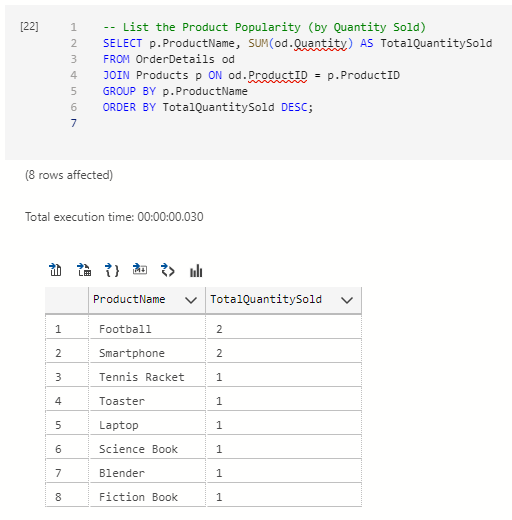 [22]
1 -- List the Product Popularity (by Quantity Sold)
2 SELECT p.ProductName, SUM(od.Quantity) AS TotalQuantitySold
3 FROM OrderDetails od
4 JOIN Products p ON od.ProductID = p.ProductID
5 GROUP BY p.ProductName
6 ORDER BY TotalQuantitySold DESC;
7
(8 rows affected)
Total execution time: 00:00:00.030
ProductName TotalQuantitySold
1 Football 2
2 Smartphone 2
3 Tennis Racket 1
4 Toaster 1
5 Laptop 1
6 Science Book 1
7 Blender 1
8 Fiction Book 1